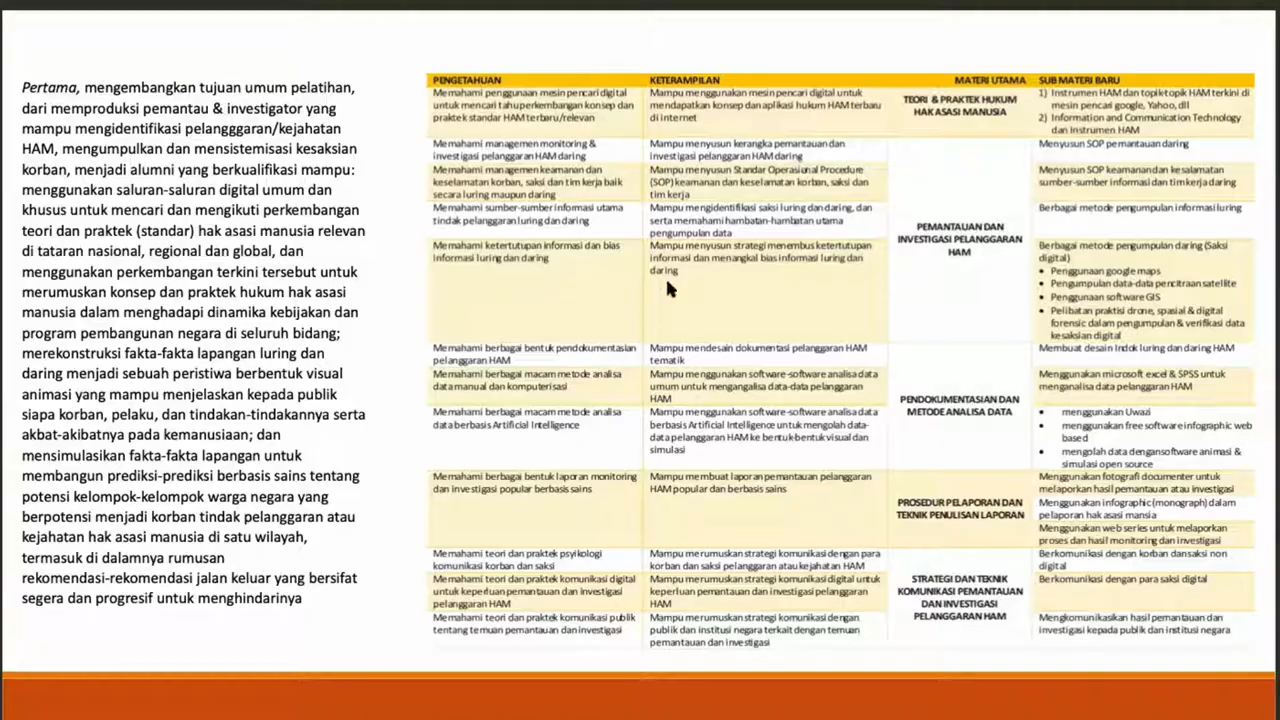 Pertama, mengembangkan tujuan umum pelatihan,
dari memproduksi pemantau & investigator yang
mampu mengidentifikasi pelangggaran/kejahatan
HAM, mengumpulkan dan mensistemisasi kesaksian
korban, menjadi alumni yang berkualifikasi mampu:
menggunakan saluran-saluran digital umum dan
khusus untuk mencari dan mengikuti perkembangan
teori dan praktek (standar) hak asasi manusia relevan
di tataran nasional, regional dan global, dan
menggunakan perkembangan terkini tersebut untuk
merumuskan konsep dan praktek hukum hak asasi
manusia dalam menghadapi dinamika kebijakan dan
program pembangunan negara di seluruh bidang;
merekonstruksi fakta-fakta lapangan luring dan
daring menjadi sebuah peristiwa berbentuk visual
animasi yang mampu menjelaskan kepada publik
siapa korban, pelaku, dan tindakan-tindakannya serta
akbat-akibatnya pada kemanusiaan; dan
mensimulasikan fakta-fakta lapangan untuk
membangun prediksi-prediksi berbasis sains tentang
potensi kelompok-kelompok warga negara yang
berpotensi menjadi korban tindak pelanggaran atau
kejahatan hak asasi manusia di satu wilayah,
termasuk di dalamnya rumusan
rekomendasi-rekomendasi jalan keluar yang bersifat
segera dan progresif untuk menghindarinya
PENGETAHUAN KETERAMPILAN MATERI UTAMA SUB MATERI BARU
Memahami penggunaan mesin pencari digital
untuk mencari tahu perkembangan konsep dan
praktek standar HAM terbaru/relevan
Mampu menggunakan mesin pencari digital untuk
mendapatkan konsep dan aplikasi hukum HAM terbaru
di internet
TEORI & PRAKTEK HUKUM
HAK ASASI MANUSIA
1) Instrumen HAM dan topik-topik HAM terkini di
mesin pencari google, Yahoo, dll
2) Information and Communication Technology
dan Instrumen HAM
Memahami managemen monitoring &
investigasi pelanggaran HAM daring
Mampu menyusun kerangka pemantauan dan
investigasi pelanggaran HAM daring
PEMANTAUAN DAN
INVESTIGASI PELANGGARAN
HAM
Menyusun SOP pemantauan daring
Memahami managemen keamanan dan
keselamatan korban, saksi dan tim kerja baik
secara luring maupun daring
Mampu menyusun Standar Operasional Procedure
(SOP) keamanan dan keselamatan korban, saksi dan
tim kerja
Menyusun SOP keamanan dan kesalamatan
sumber-sumber informasi dan tim kerja daring
Memahami sumber-sumber informasi utama
tindak pelanggaran luring dan daring
Mampu mengidentifikasi saksi luring dan daring, dan
serta memahami hambatan-hambatan utama
pengumpulan data
Berbagai metode pengumpulan informasi luring
Memahami ketertutupan informasi dan bias
Informasi luring dan daring
Mampu menyusun strategi menembus ketertutupan
informasi dan menangkal bias informasi luring dan
daring
Berbagai metode pengumpulan daring (Saksi
digital)
• Penggunaan google maps
• Pengumpulan data-data pencitraan satellite
• Penggunaan software GIS
• Pelibatan praktisi drone, spasial & digital
forensic dalam pengumpulan & verifikasi data
kesaksian digital
Memahami berbagai bentuk pendokumentasian
pelanggaran HAM
Mampu mendesain dokumentasi pelanggaran HAM
tematik
PENDOKUMENTASIAN DAN
METODE ANALISA DATA
Membuat desain Indok luring dan daring HAM
Memahami berbagai macam metode analisa
data manual dan komputerisasi
Mampu menggunakan software-software analisa data
umum untuk mengangalisa data-data pelanggaran
HAM
Menggunakan microsoft excel & SPSS untuk
menganalisa data pelanggaran HAM
Memahami berbagai macam metode analisa
data berbasis Artificial Intelligence
Mampu menggunakan software-software analisa data
berbasis Artificial Intelligence untuk mengolah data-
data pelanggaran HAM ke bentuk-bentuk visual dan
simulasi
• menggunakan Uwazi
• menggunakan free software infographic web
based
• mengolah data dengan software animasi &
simulasi open source
Memahami berbagai bentuk laporan monitoring
dan investigasi popular berbasis sains
Mampu membuat laporan pemantauan pelanggaran
HAM popular dan berbasis sains
PROSEDUR PELAPORAN DAN
TEKNIK PENULISAN LAPORAN
Menggunakan fotografi documenter untuk
melaporkan hasil pemantauan atau investigasi
Menggunakan infographic (monograph) dalam
pelaporan hak asasi mansia
Menggunakan web series untuk melaporkan
proses dan hasil monitoring dan investigasi
Memahami teori dan praktek psyikologi
komunikasi korban dan saksi
Mampu merumuskan strategi komunikasi dengan para
korban dan saksi pelanggaran atau kejahatan HAM
STRATEGI DAN TEKNIK
KOMUNIKASI PEMANTAUAN
DAN INVESTIGASI
PELANGGARAN HAM
Berkomunikasi dengan korban dan saksi non
digital
Memahami teori dan praktek komunikasi digital
untuk keperluan pemantauan dan investigasi
pelanggaran HAM
Mampu merumuskan strategi komunikasi digital untuk
keperluan pemantauan dan investigasi pelanggaran
HAM
Berkomunikasi dengan para saksi digital
Memahami teori dan praktek komunikasi publik
tentang temuan pemantauan dan investigasi
Mampu merumuskan strategi komunikasi dengan
publik dan institusi negara terkait dengan temuan
pemantauan dan investigasi
Mengkomunikasikan hasil pemantauan dan
investigasi kepada publik dan institusi negara